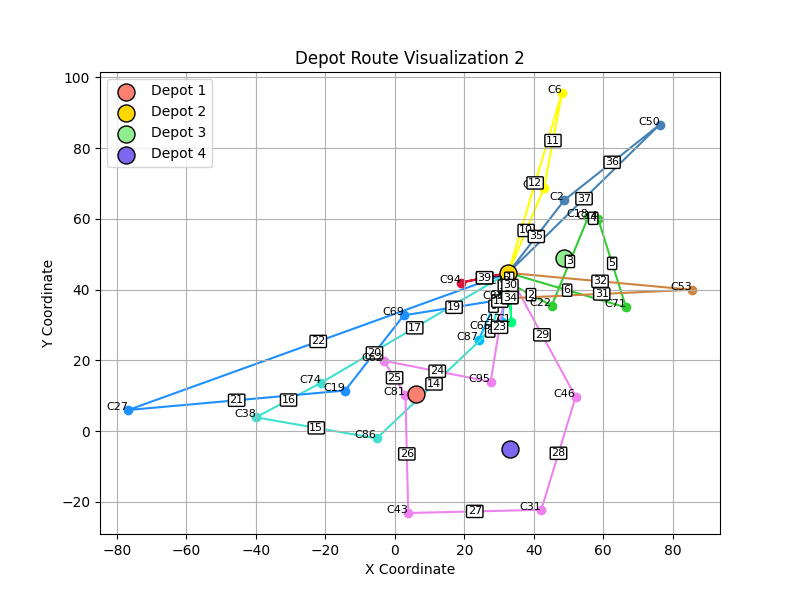 Depot Route Visualization 2
Depot 1
Depot 2
Depot 3
Depot 4
Y Coordinate
100
80
60
40
20
0
−20
−80
−60
−40
−20
0
20
40
60
80
X Coordinate
C6
11
C50
36
12
C2
37
C18
10
35
3
5
C94
39
32
C53
30
2
6
31
34
C22
C71
C69
19
17
23
C87
29
22
20
C95
24
25
14
C74
C19
C81
C46
C27
21
16
C38
15
C86
26
28
C43
27
C31